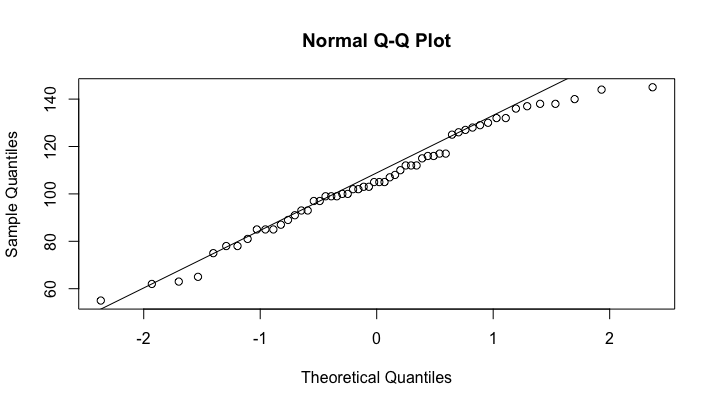 Normal Q-Q Plot
Sample Quantiles
140
120
100
80
60
-2 -1 0 1 2
Theoretical Quantiles